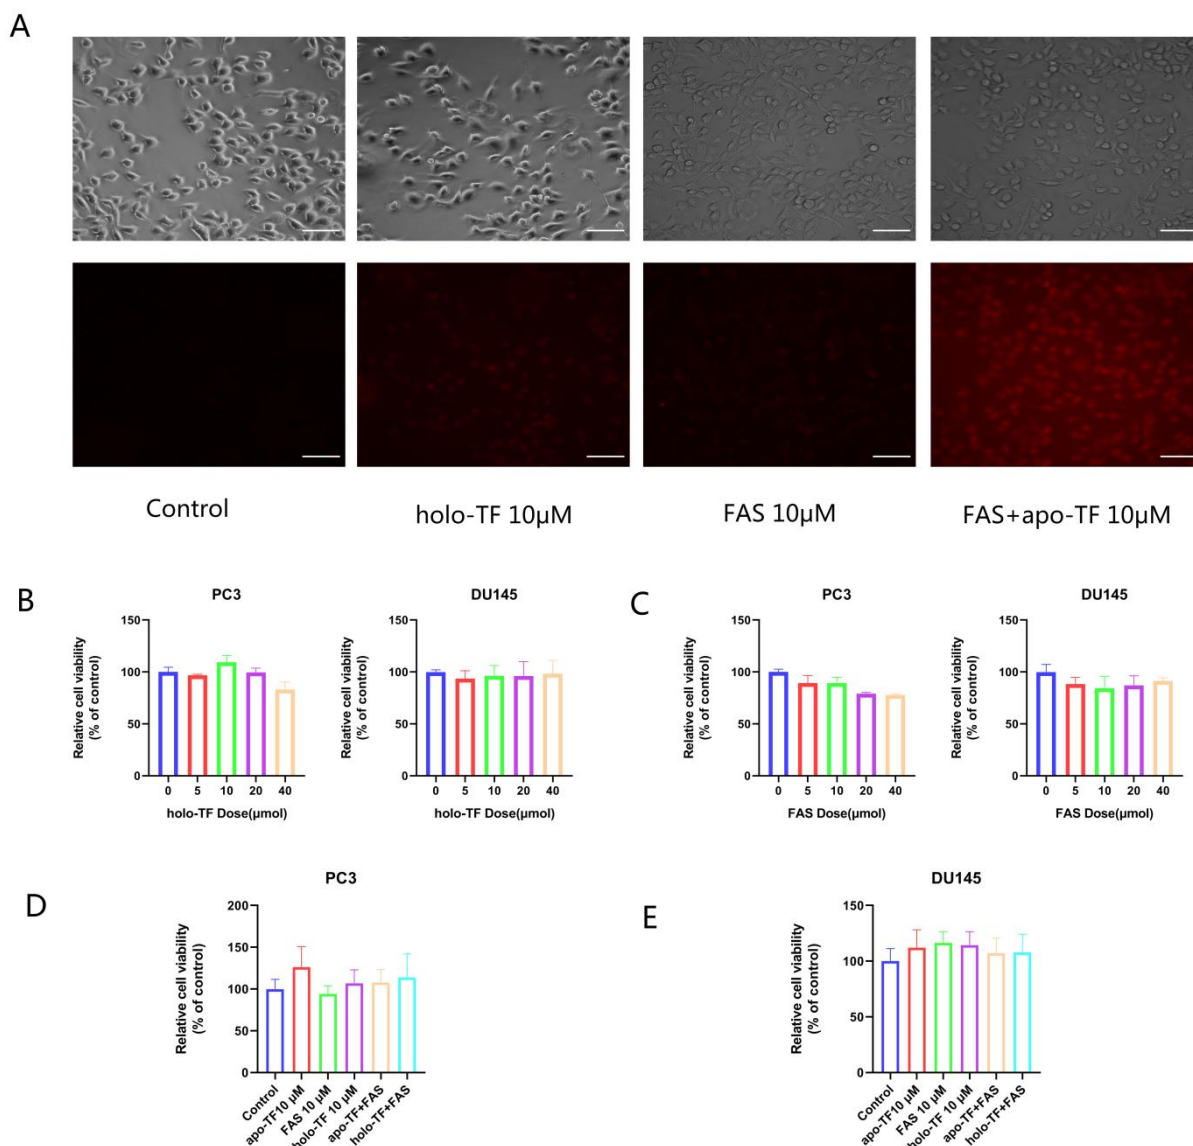 A
Control
holo-TF 10μM
FAS 10μM
FAS+apo-TF 10μM
B
PC3
Relative cell viability
(% of control)
150
100
50
0
0 5 10 20 40
holo-TF Dose(μmol)
DU145
Relative cell viability
(% of control)
150
100
50
0
0 5 10 20 40
holo-TF Dose(μmol)
C
PC3
Relative cell viability
(% of control)
150
100
50
0
0 5 10 20 40
FAS Dose(μmol)
DU145
Relative cell viability
(% of control)
150
100
50
0
0 5 10 20 40
FAS Dose(μmol)
D
PC3
Relative cell viability
(% of control)
200
150
100
50
0
Control
apo-TF10 μM
FAS 10 μM
holo-TF 10 μM
apo-TF+FAS
holo-TF+FAS
E
DU145
Relative cell viability
(% of control)
150
100
50
0
Control
apo-TF10 μM
FAS 10 μM
holo-TF 10 μM
apo-TF+FAS
holo-TF+FAS